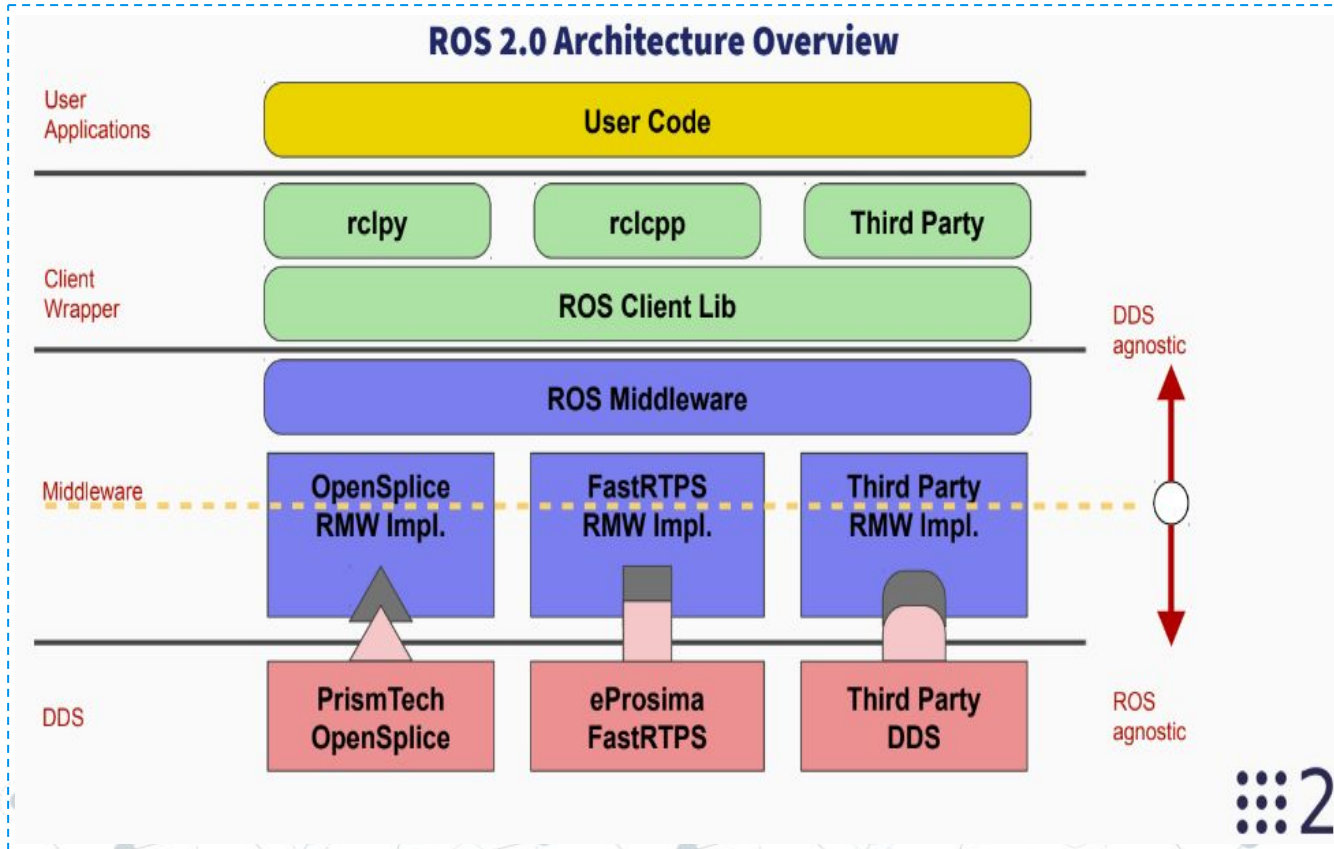 ROS 2.0 Architecture Overview
User
Applications
User Code
rclpy
rclcpp
Third Party
Client
Wrapper
ROS Client Lib
DDS
agnostic
ROS Middleware
Middleware
OpenSplice
RMW Impl.
FastRTPS
RMW Impl.
Third Party
RMW Impl.
DDS
PrismTech
OpenSplice
eProsima
FastRTPS
Third Party
DDS
ROS
agnostic
2